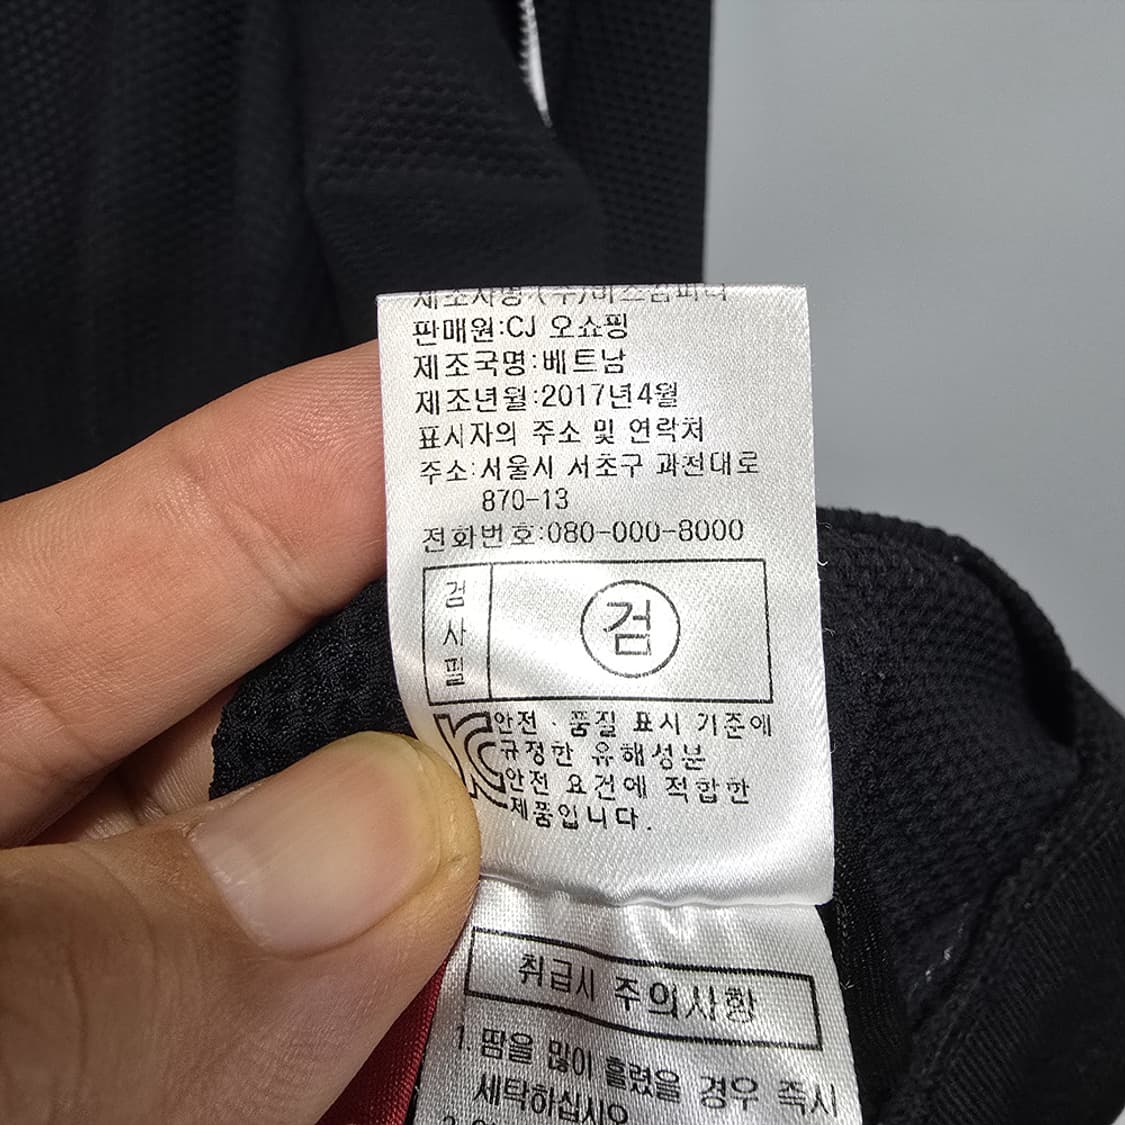 제조자명:(주)
판매원:CJ 오쇼핑
제조국명:베트남
제조년월:2017년4월
표시자의 주소 및 연락처
주소:서울시 서초구 과천대로
870-13
전화번호:080-000-8000
검사필
검
KC
안전·품질 표시 기준에
규정한 유해성분
안전 요건에 적합한
제품입니다.
취급시 주의사항
1. 땀을 많이 흘렸을 경우 즉시
세탁하십시오